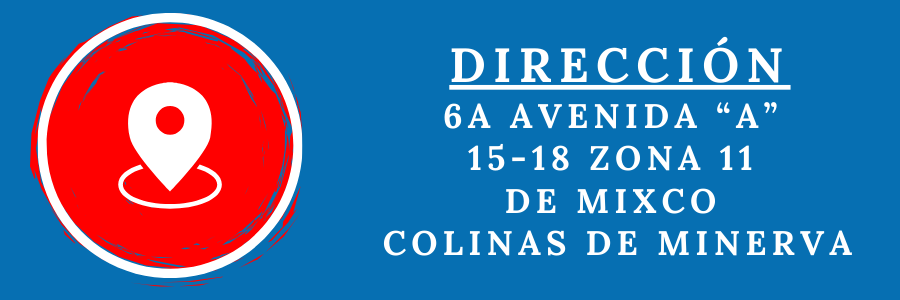 DIRECCIÓN
6A AVENIDA “A”
15-18 ZONA 11
DE MIXCO
COLINAS DE MINERVA